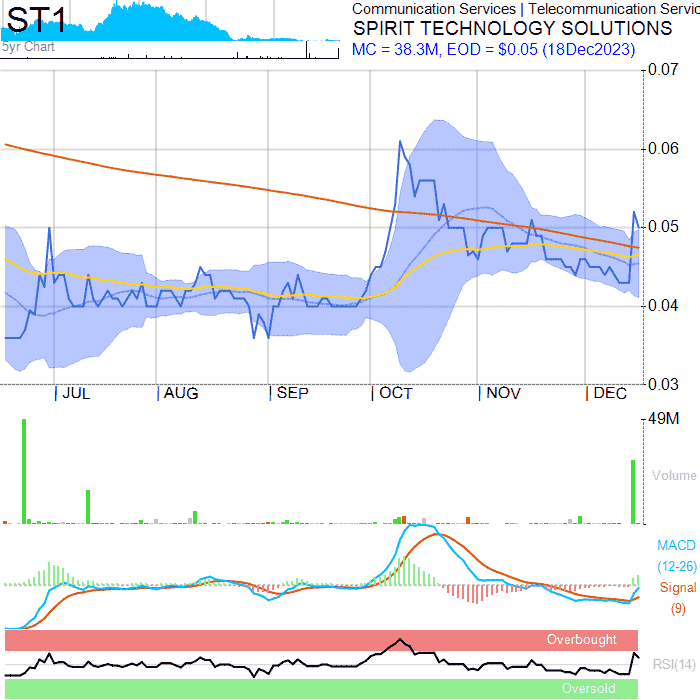 ST1
Communication Services | Telecommunication Servic
SPIRIT TECHNOLOGY SOLUTIONS
MC = 38.3M, EOD = $0.05 (18Dec2023)
5yr Chart
0.07
0.06
0.05
0.04
0.03
JUL AUG SEP OCT NOV DEC
49M
Volume
MACD
(12-26)
Signal
(9)
Overbought
RSI(14)
Oversold